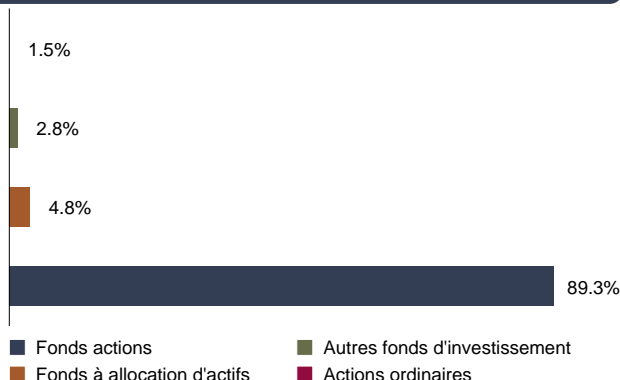 1.5%
2.8%
4.8%
89.3%
Fonds actions
Autres fonds d'investissement
Fonds à allocation d'actifs
Actions ordinaires